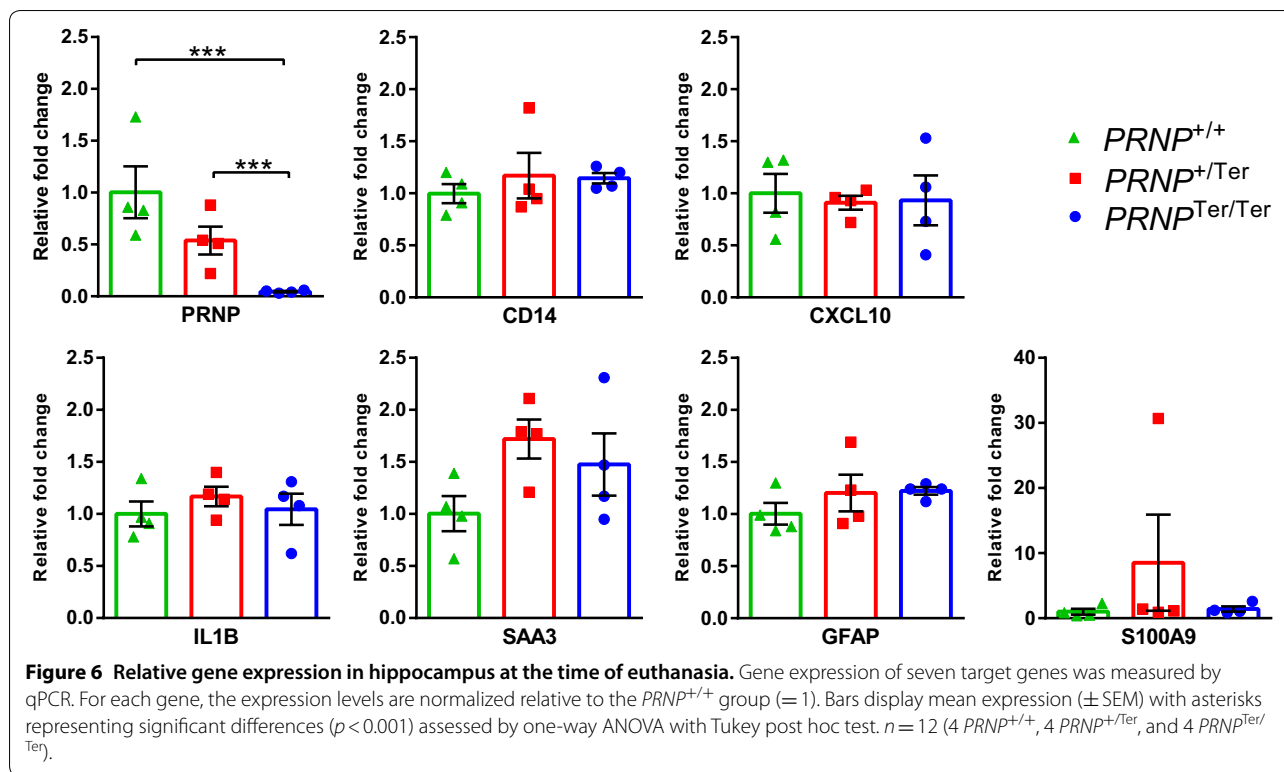 2.5
2.0
1.5
1.0
0.5
0.0
Relative fold change
***
***
PRNP
2.5
2.0
1.5
1.0
0.5
0.0
Relative fold change
CD14
2.5
2.0
1.5
1.0
0.5
0.0
Relative fold change
CXCL10
PRNP+/+
PRNP+/Ter
PRNPTer/Ter
2.5
2.0
1.5
1.0
0.5
0.0
Relative fold change
IL1B
2.5
2.0
1.5
1.0
0.5
0.0
Relative fold change
SAA3
2.5
2.0
1.5
1.0
0.5
0.0
Relative fold change
GFAP
40
30
20
10
0
Relative fold change
S100A9
Figure 6 Relative gene expression in hippocampus at the time of euthanasia. Gene expression of seven target genes was measured by
qPCR. For each gene, the expression levels are normalized relative to the PRNP+/+ group (= 1). Bars display mean expression (± SEM) with asterisks
representing significant differences (p < 0.001) assessed by one-way ANOVA with Tukey post hoc test. n = 12 (4 PRNP+/+, 4 PRNP+/Ter, and 4 PRNPTer/
Ter).